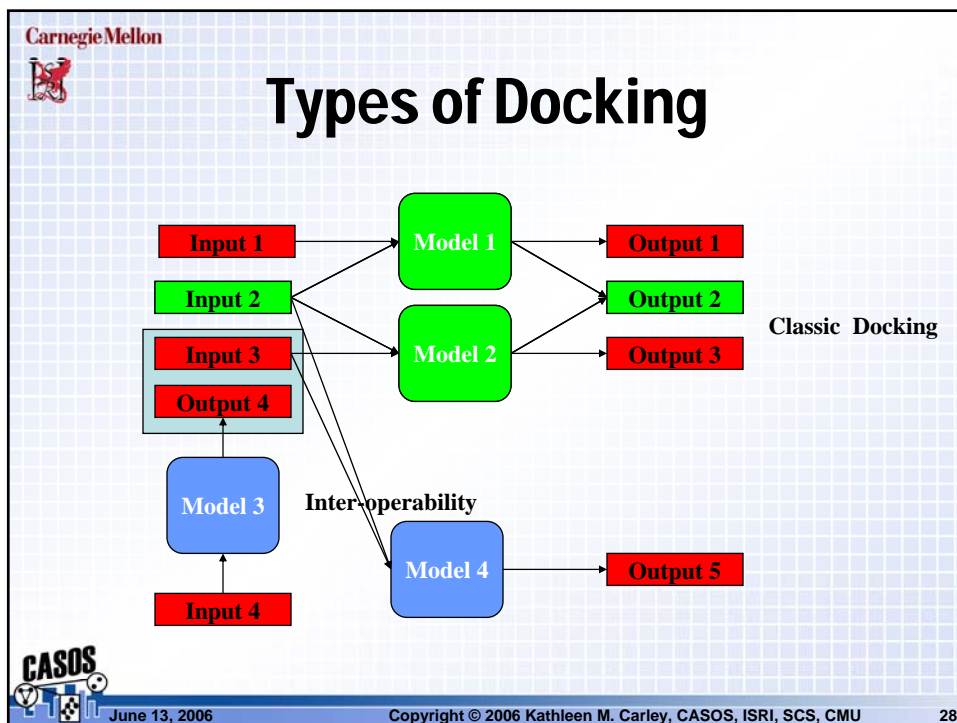 Carnegie Mellon
Types of Docking
Input 1
Model 1
Output 1
Input 2
Output 2
Classic Docking
Input 3
Model 2
Output 3
Output 4
Model 3
Inter-operability
Model 4
Output 5
Input 4
CASOS
June 13, 2006
Copyright © 2006 Kathleen M. Carley, CASOS, ISRI, SCS, CMU
28